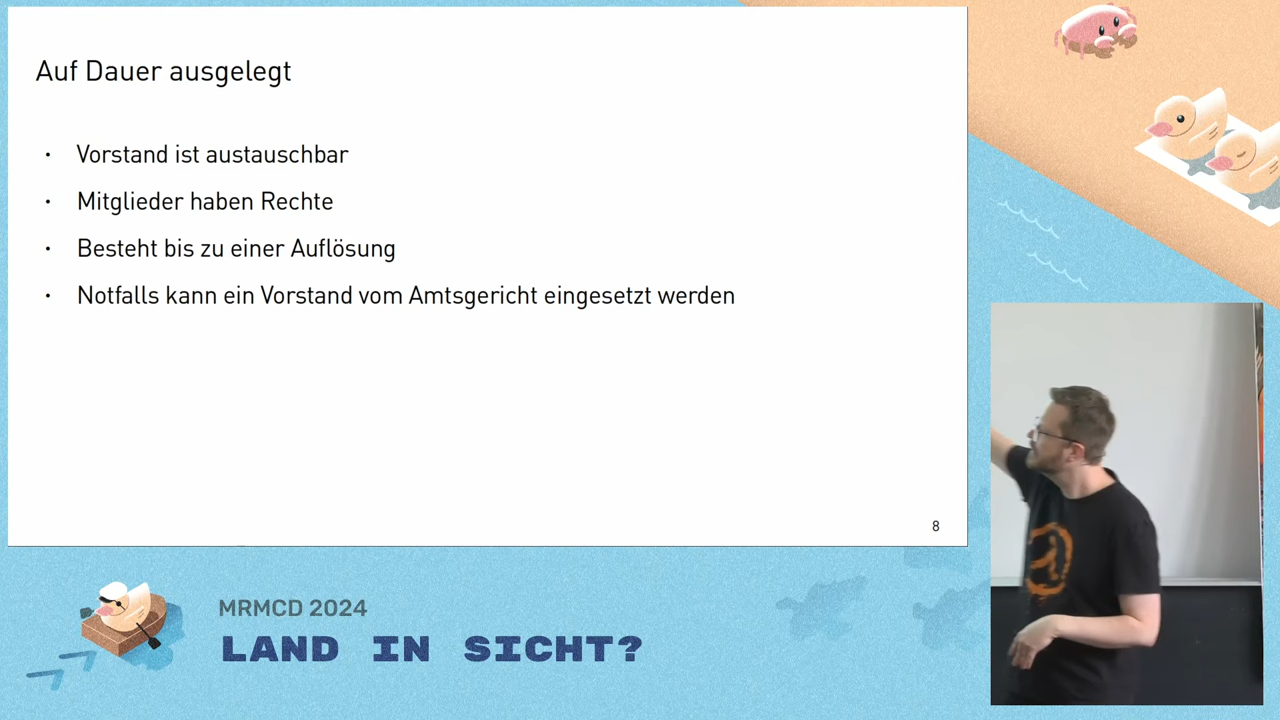 Auf Dauer ausgelegt
· Vorstand ist austauschbar
· Mitglieder haben Rechte
· Besteht bis zu einer Auflösung
· Notfalls kann ein Vorstand vom Amtsgericht eingesetzt werden
8
MRMCD 2024
LAND IN SICHT?